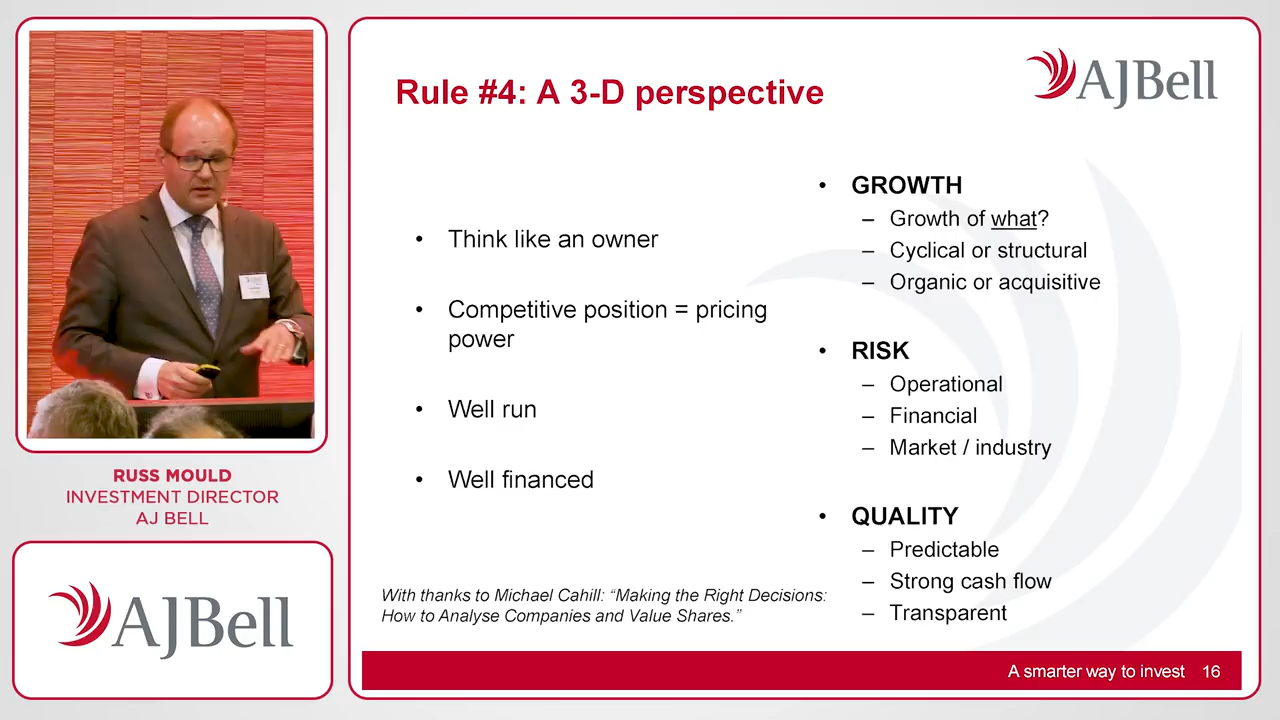 RUSS MOULD
INVESTMENT DIRECTOR
AJ BELL
AJBell
Rule #4: A 3-D perspective
AJBell
• Think like an owner
• Competitive position = pricing
power
• Well run
• Well financed
With thanks to Michael Cahill: “Making the Right Decisions:
How to Analyse Companies and Value Shares.”
• GROWTH
– Growth of what?
– Cyclical or structural
– Organic or acquisitive
• RISK
– Operational
– Financial
– Market / industry
• QUALITY
– Predictable
– Strong cash flow
– Transparent
A smarter way to invest 16